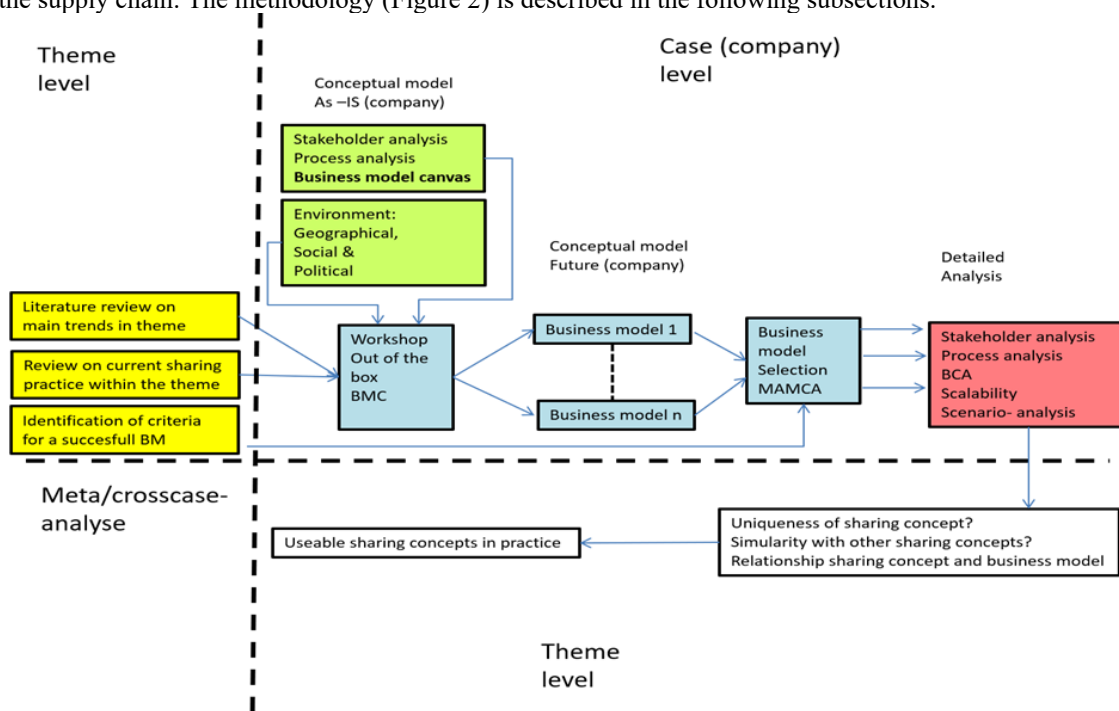 the supply chain. The methodology (Figure 2) is described in the following subsections.
Theme
level
Case (company)
level
Conceptual model
As –IS (company)
Stakeholder analysis
Process analysis
Business model canvas
Environment:
Geographical,
Social &
Political
Conceptual model
Future (company)
Detailed
Analysis
Literature review on
main trends in theme
Review on current sharing
practice within the theme
Identification of criteria
for a succesfull BM
Workshop
Out of the
box
BMC
Business model 1
Business model n
Business
model
Selection
MAMCA
Stakeholder analysis
Process analysis
BCA
Scalability
Scenario- analysis
Meta/crosscase-
analyse
Useable sharing concepts in practice
Uniqueness of sharing concept?
Simularity with other sharing concepts?
Relationship sharing concept and business model
Theme
level